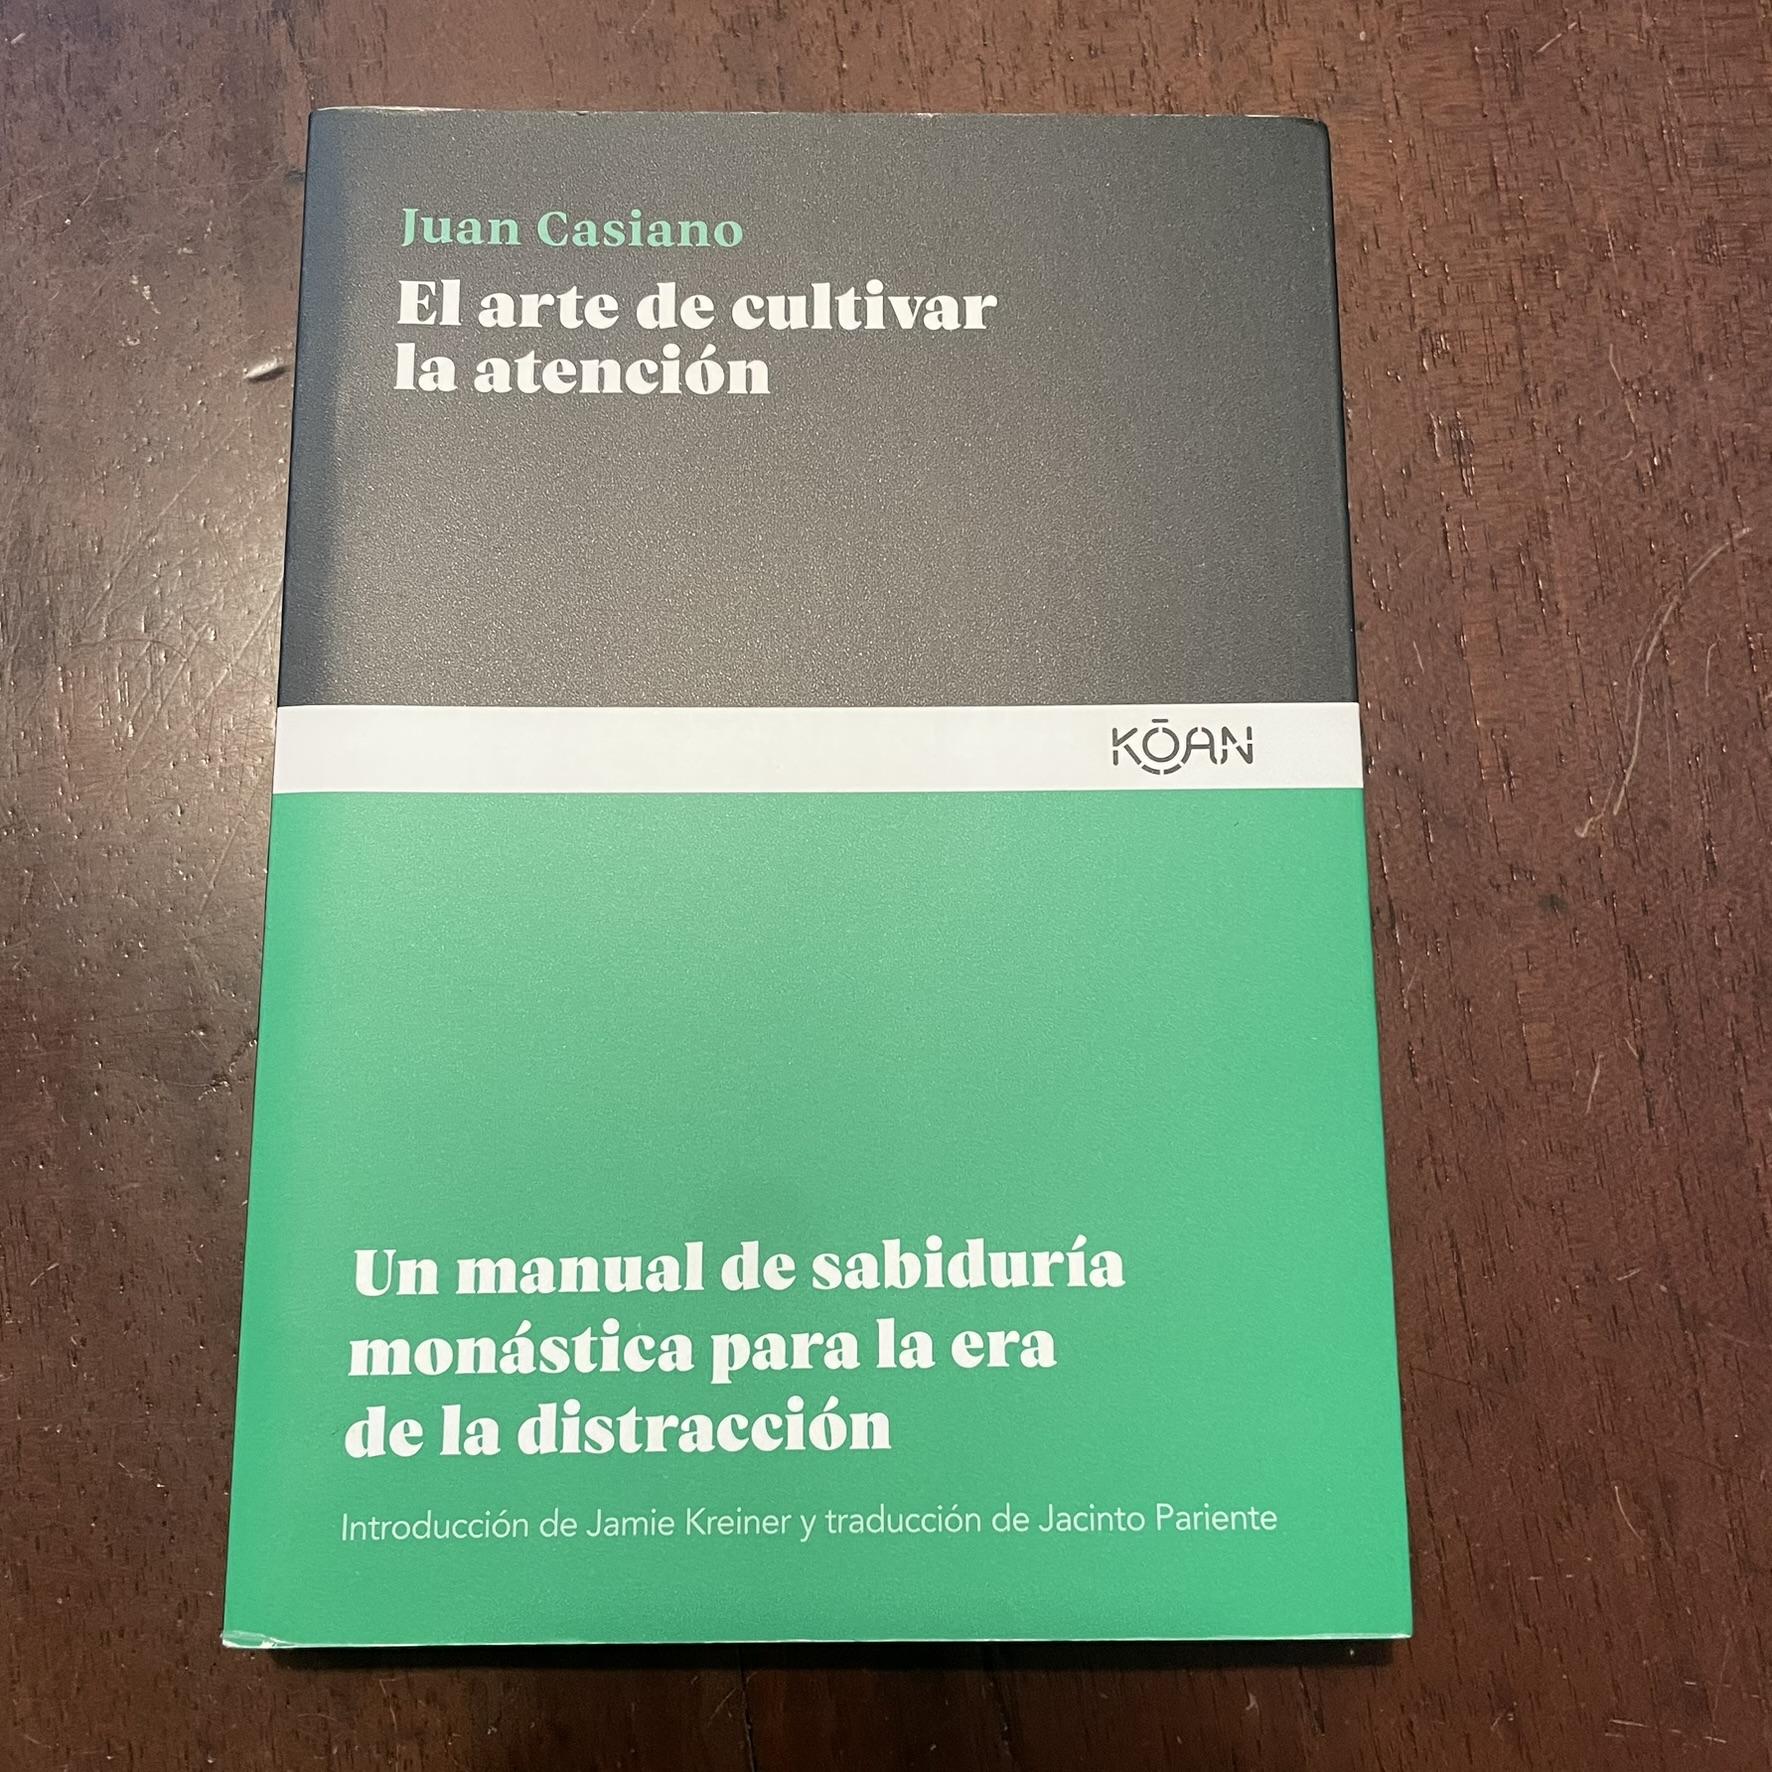 Juan Casiano
El arte de cultivar
la atención
KŌAN
Un manual de sabiduría
monástica para la era
de la distracción
Introducción de Jamie Kreiner y traducción de Jacinto Pariente